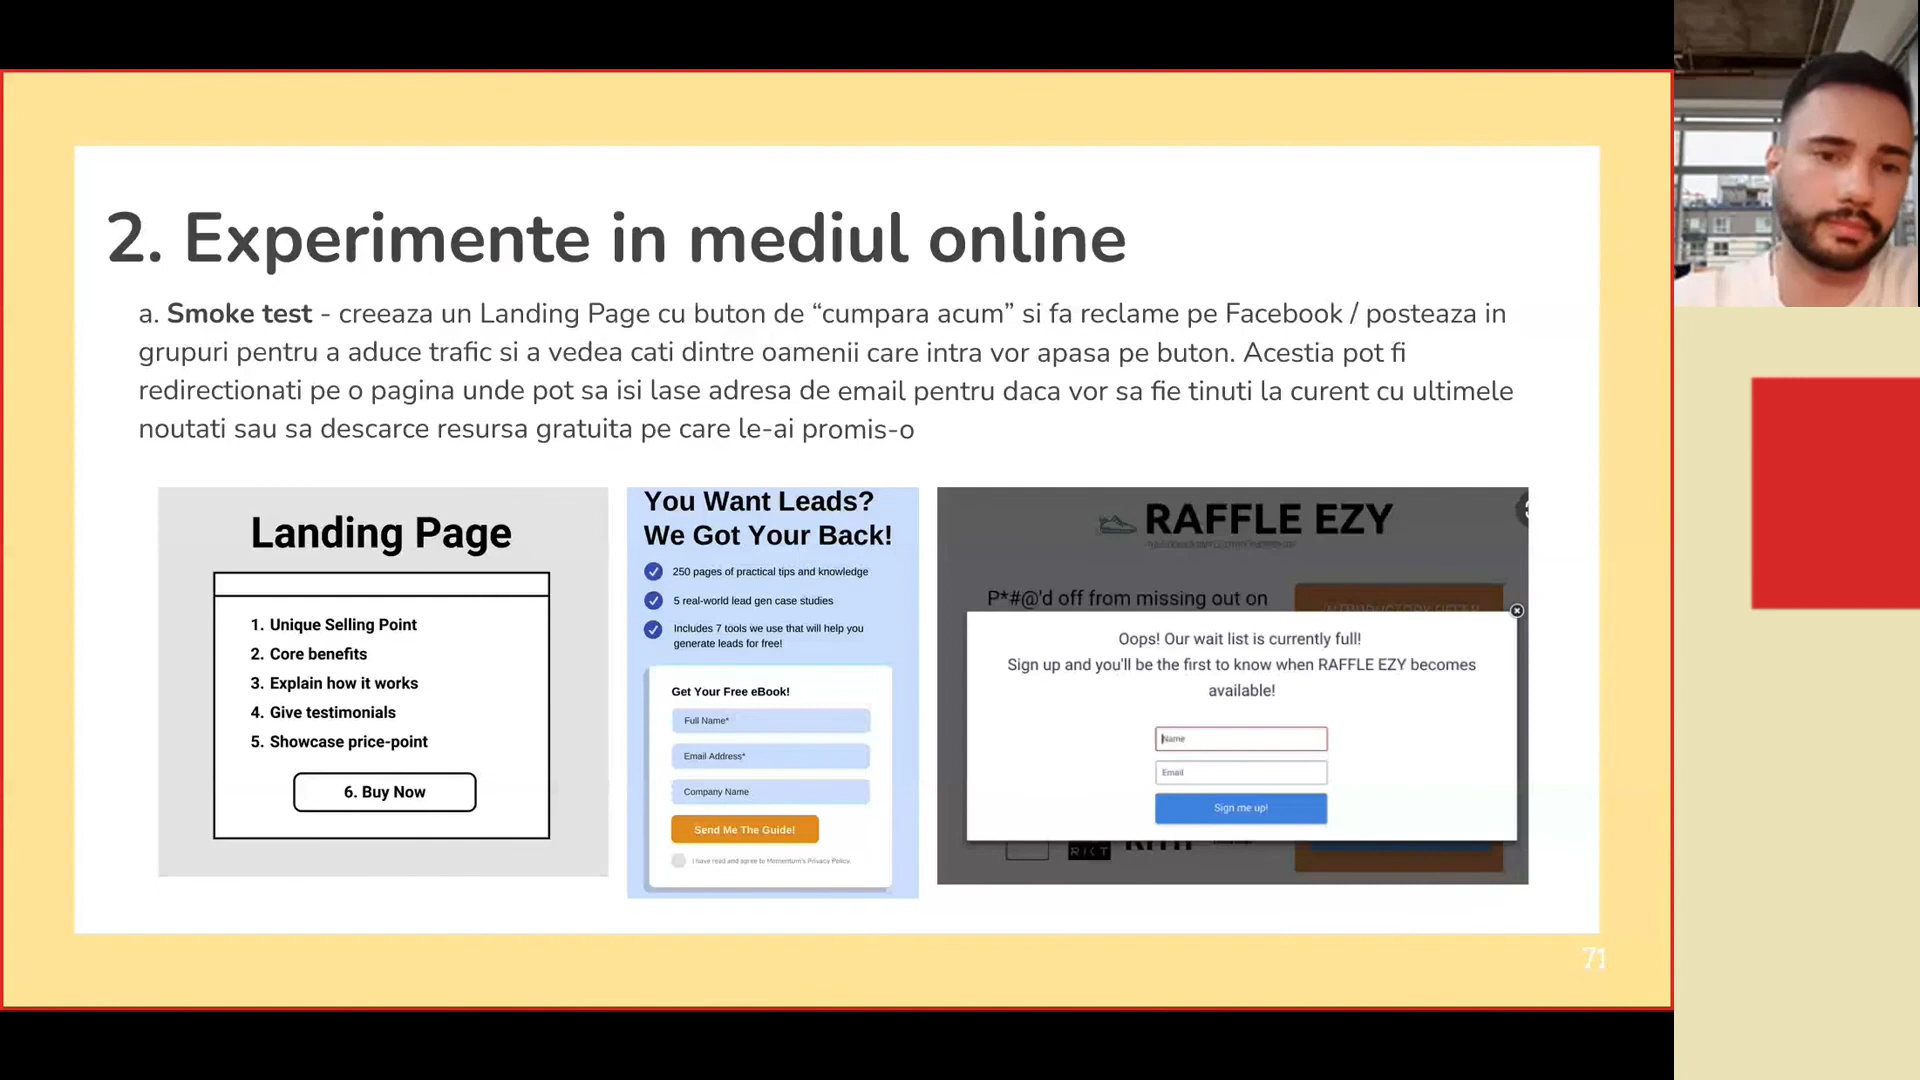 2. Experimente in mediul online
a. Smoke test - creeaza un Landing Page cu buton de “cumpara acum” si fa reclame pe Facebook / posteaza in
grupuri pentru a aduce trafic si a vedea cati dintre oamenii care intra vor apasa pe buton. Acestia pot fi
redirectionati pe o pagina unde pot sa isi lase adresa de email pentru daca vor sa fie tinuti la curent cu ultimele
noutati sau sa descarce resursa gratuita pe care le-ai promis-o
Landing Page
1. Unique Selling Point
2. Core benefits
3. Explain how it works
4. Give testimonials
5. Showcase price-point
6. Buy Now
You Want Leads?
We Got Your Back!
250 pages of practical tips and knowledge
5 real-world lead gen case studies
Includes 7 tools we use that will help you
generate leads for free!
Get Your Free eBook!
Full Name*
Email Address*
Company Name
Send Me The Guide!
I have read and agree to Momentum's Privacy Policy.
RAFFLE EZY
P*#@'d off from missing out on
Oops! Our wait list is currently full!
Sign up and you'll be the first to know when RAFFLE EZY becomes
available!
Name
Email
Sign me up!
71